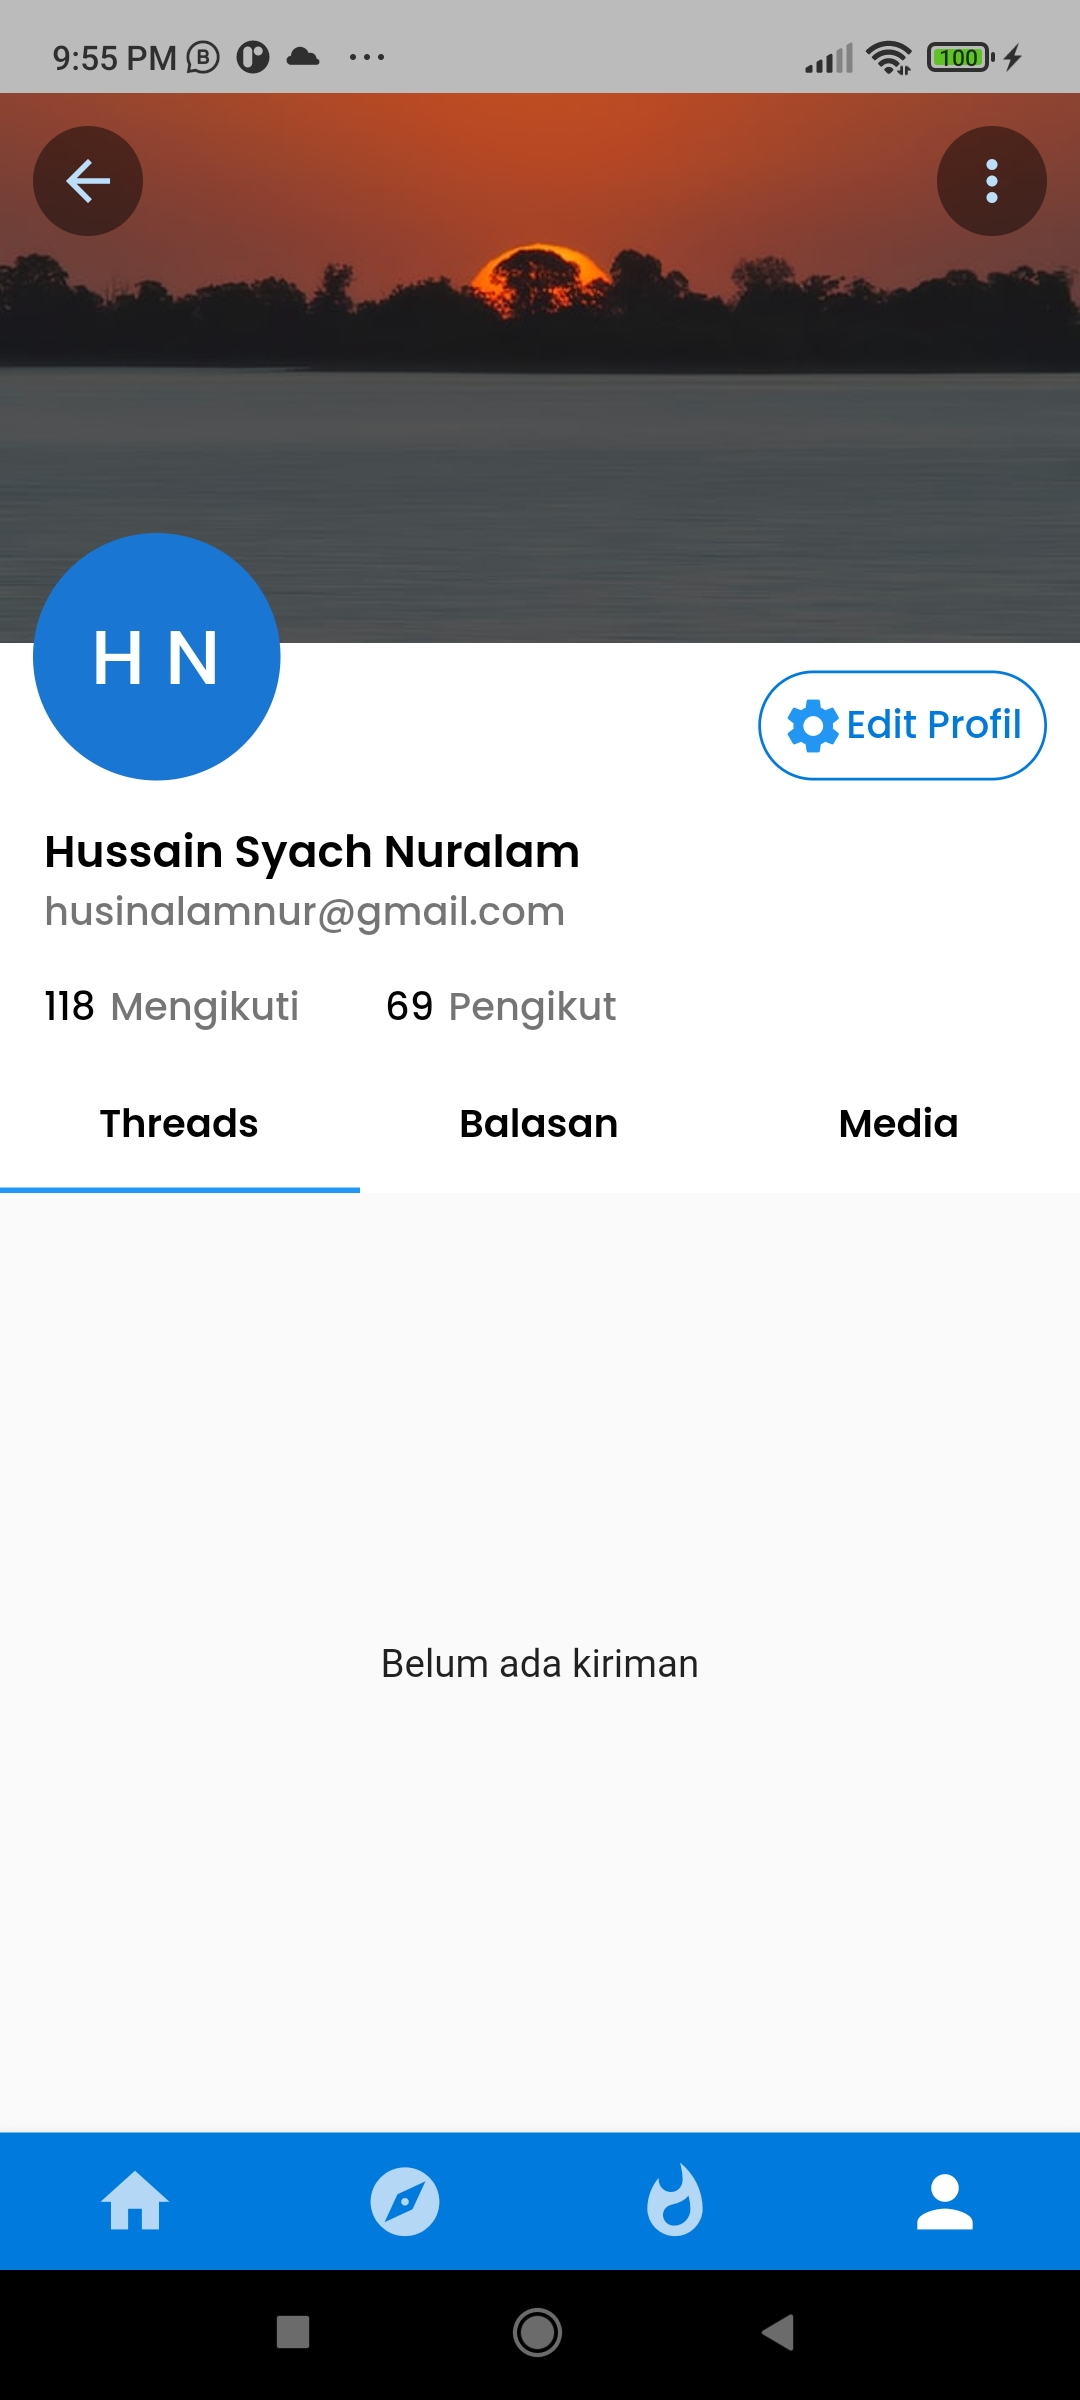 9:55 PM
100
H N
Edit Profil
Hussain Syach Nuralam
husinalamnur@gmail.com
118 Mengikuti 69 Pengikut
Threads Balasan Media
Belum ada kiriman